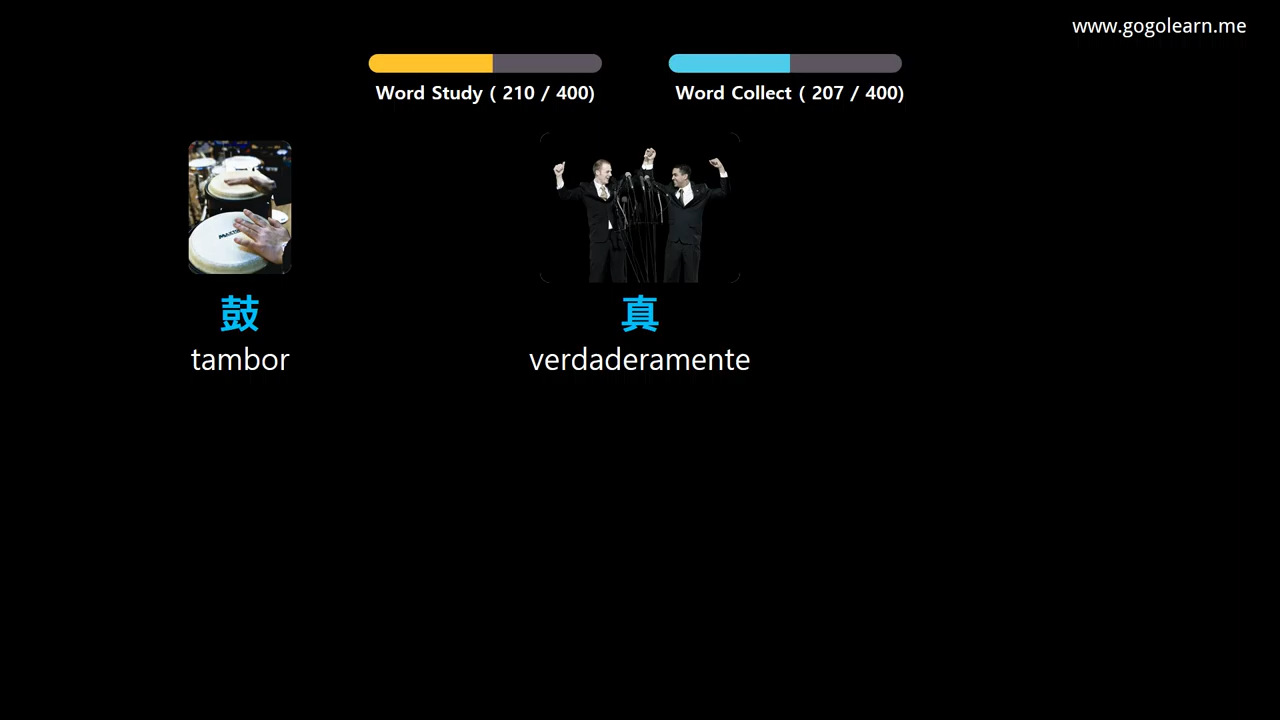 www.gogolearn.me
Word Study ( 210 / 400)
Word Collect ( 207 / 400)
鼓
tambor
真
verdaderamente